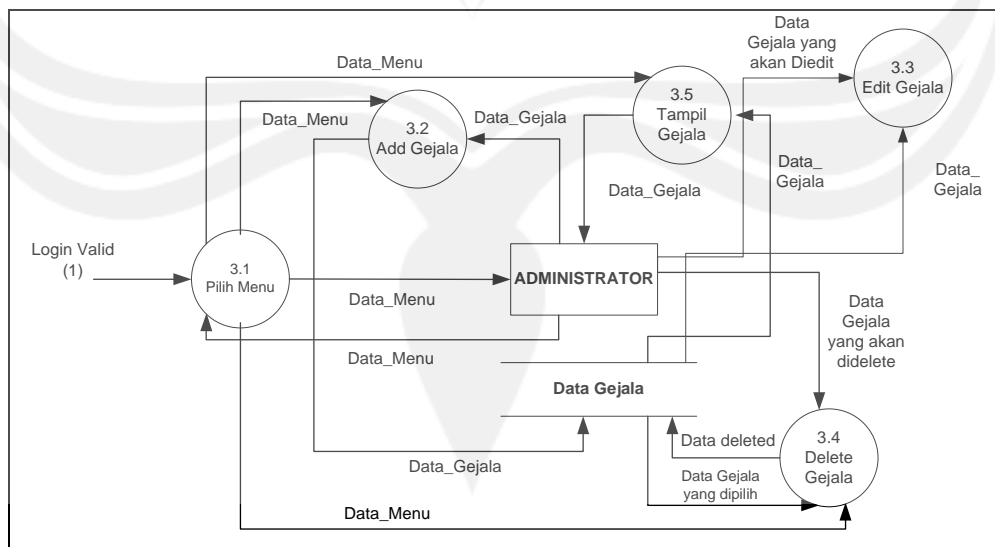 Data
Gejala yang
akan Diedit
3.3
Edit Gejala
Data_Menu
3.5
Tampil
Gejala
Data_Menu
3.2
Add Gejala
Data_Gejala
Data_
Gejala
Data_
Gejala
Data_Gejala
Login Valid
(1)
3.1
Pilih Menu
ADMINISTRATOR
Data_Menu
Data
Gejala
yang akan
didelete
Data_Menu
Data Gejala
Data_Gejala
Data deleted
3.4
Delete
Gejala
Data Gejala
yang dipilih
Data_Menu